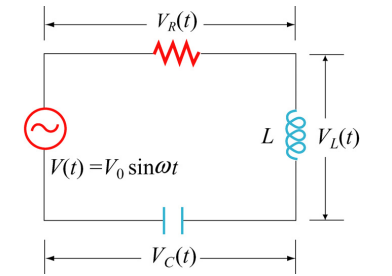 V_R(t)
L V_L(t)
V(t) =V_0 sinωt
V_C(t)